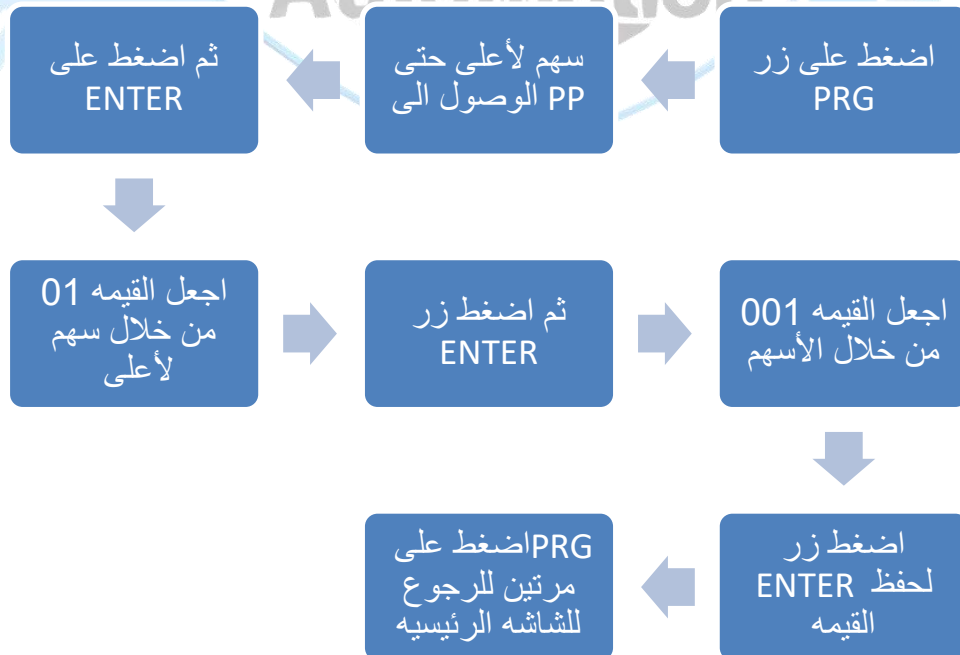 اضغط على زر
PRG
سهم لأعلى حتى
الوصول الى PP
ثم اضغط على
ENTER
اجعل القيمه 01
من خلال سهم
لأعلى
ثم اضغط زر
ENTER
اجعل القيمه 001
من خلال الأسهم
اضغط زر
ENTER لحفظ
القيمه
اضغط على PRG
مرتين للرجوع
للشاشه الرئيسيه